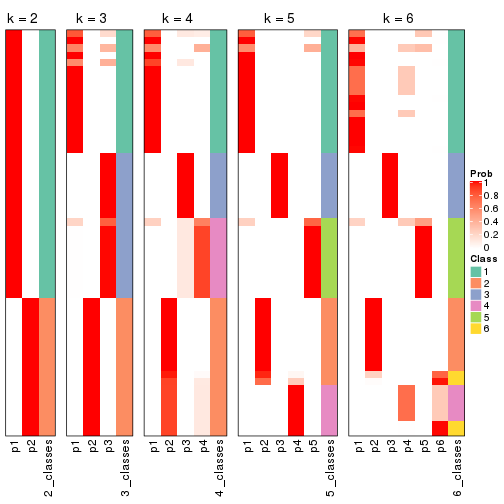 k = 2
k = 3
k = 4
k = 5
k = 6
Prob
1
0.8
0.6
0.4
0.2
0
Class
1
2
3
4
5
6
p1
p2
2_classes
p1
p2
p3
3_classes
p1
p2
p3
p4
4_classes
p1
p2
p3
p4
p5
5_classes
p1
p2
p3
p4
p5
p6
6_classes